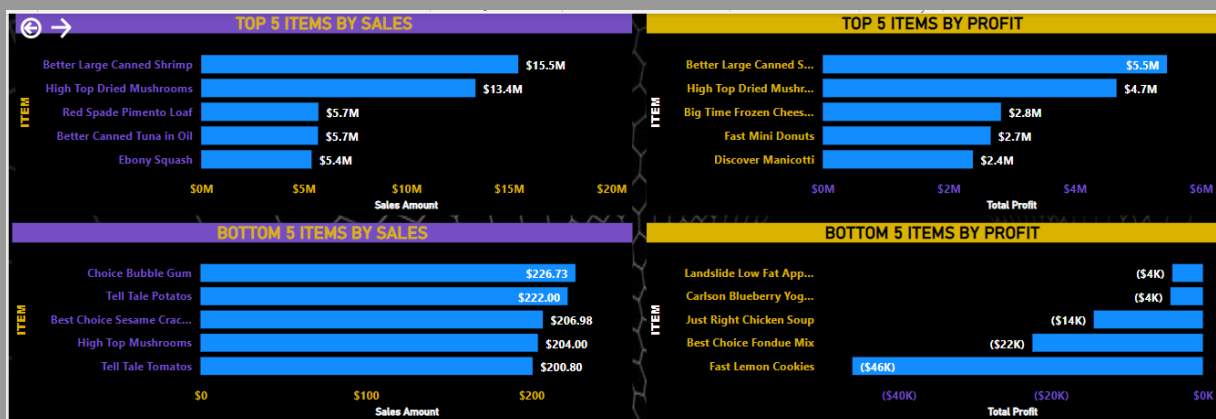 TOP 5 ITEMS BY SALES
ITEM
Better Large Canned Shrimp $15.5M
High Top Dried Mushrooms $13.4M
Red Spade Pimento Loaf $5.7M
Better Canned Tuna in Oil $5.7M
Ebony Squash $5.4M
$0M $5M $10M $15M $20M
Sales Amount
TOP 5 ITEMS BY PROFIT
ITEM
Better Large Canned S... $5.5M
High Top Dried Mushr... $4.7M
Big Time Frozen Chees... $2.8M
Fast Mini Donuts $2.7M
Discover Manicotti $2.4M
$0M $2M $4M $6M
Total Profit
BOTTOM 5 ITEMS BY SALES
ITEM
Choice Bubble Gum $226.73
Tell Tale Potatos $222.00
Best Choice Sesame Crac... $206.98
High Top Mushrooms $204.00
Tell Tale Tomatos $200.80
$0 $100 $200
Sales Amount
BOTTOM 5 ITEMS BY PROFIT
ITEM
Landslide Low Fat App... ($4K)
Carlson Blueberry Yog... ($4K)
Just Right Chicken Soup ($14K)
Best Choice Fondue Mix ($22K)
Fast Lemon Cookies ($46K)
($40K) ($20K) $0K
Total Profit